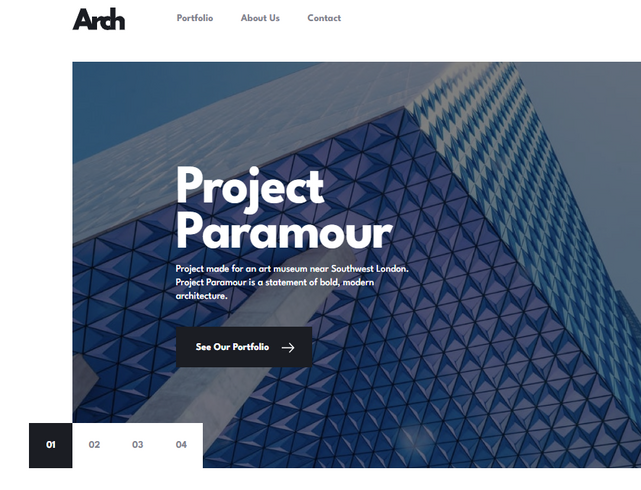 Arch
Portfolio
About Us
Contact
Project
Paramour
Project made for an art museum near Southwest London.
Project Paramour is a statement of bold, modern
architecture.
See Our Portfolio
01
02
03
04